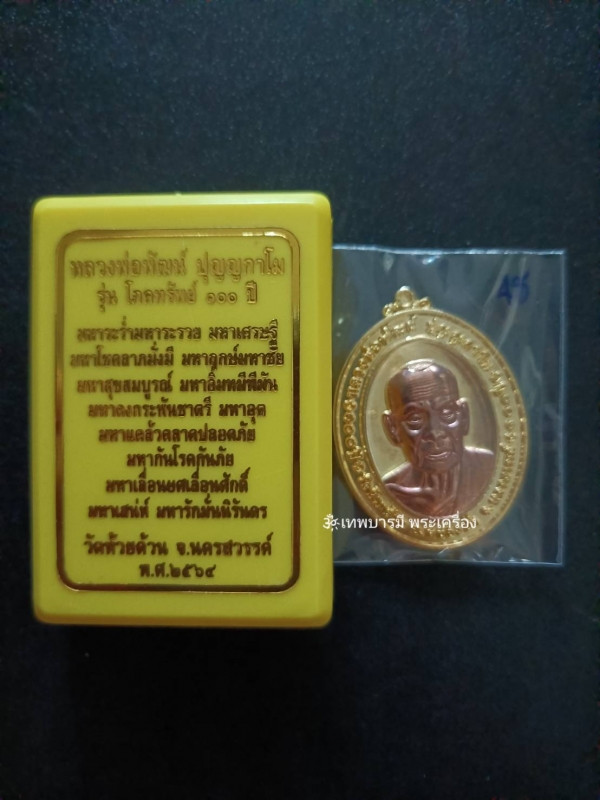 หลวงพ่อพัฒน์ ปุญญกาโม
รุ่น โภคทรัพย์ ๑๐๐ ปี
มหาระร่ำมหาระรวย มหาเศรษฐี
มหาโชคลาภมั่งมี มหาฤกษ์มหาชัย
มหาสุขสมบูรณ์ มหาอิ่มหมีพีมัน
มหาคงกระพันชาตรี มหาอุด
มหาแคล้วคลาดปลอดภัย
มหากันโรคกันภัย
มหาเลื่อนยศเลื่อนศักดิ์
มหาเสน่ห์ มหารักมั่นนิรันดร
วัดห้วยด้วน จ.นครสวรรค์
พ.ศ.๒๕๖๔
เทพบารมี พระเครื่อง